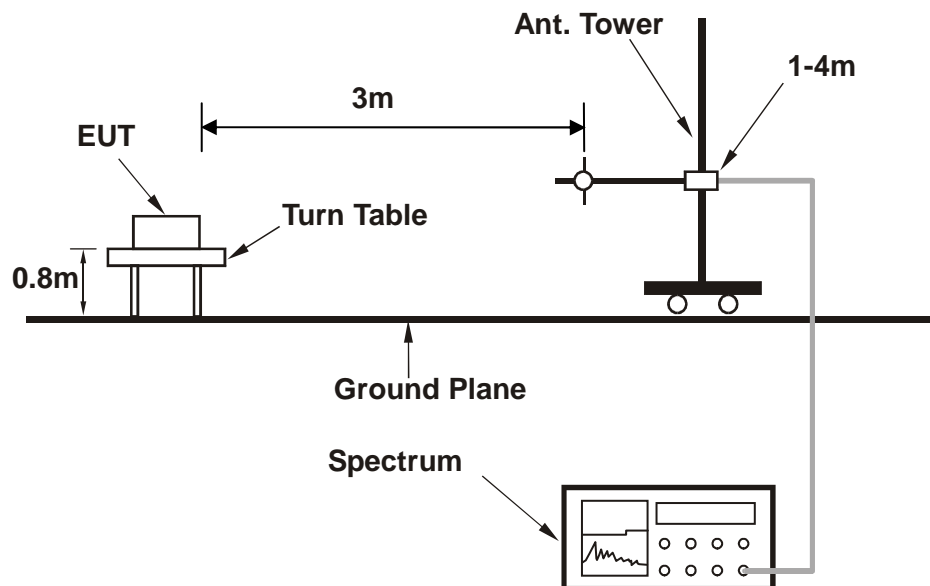 Ant. Tower
1-4m
3m
EUT
Turn Table
0.8m
Ground Plane
Spectrum